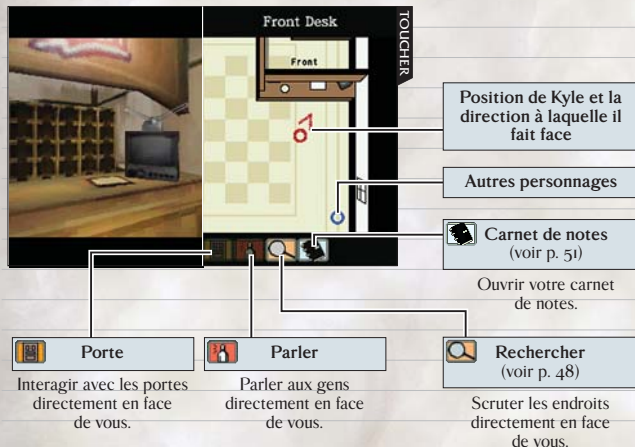 Front Desk
TOUCHER
Front
Position de Kyle et la
direction à laquelle il
fait face
Autres personnages
Carnet de notes
(voir p. 51)
Ouvrir votre carnet
de notes.
Porte
Interagir avec les portes
directement en face
de vous.
Parler
Parler aux gens
directement en face
de vous.
Rechercher
(voir p. 48)
Scruter les endroits
directement en face
de vous.